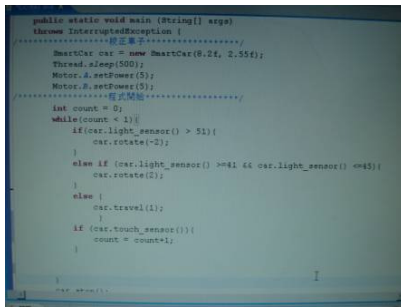 public static void main (String[] args)
throws InterruptedException {
/******************校正車子******************/
SmartCar car = new SmartCar(8.2f, 2.55f);
Thread.sleep(500);
Motor.A.setPower(5);
Motor.B.setPower(5);
/******************程式開始******************/
int count = 0;
while(count < 1){
if(car.light_sensor() > 51){
car.rotate(-2);
}
else if (car.light_sensor() >=41 && car.light_sensor() <=45){
car.rotate(2);
}
else {
car.travel(1);
}
if (car.touch_sensor()){
count = count+1;
}
}